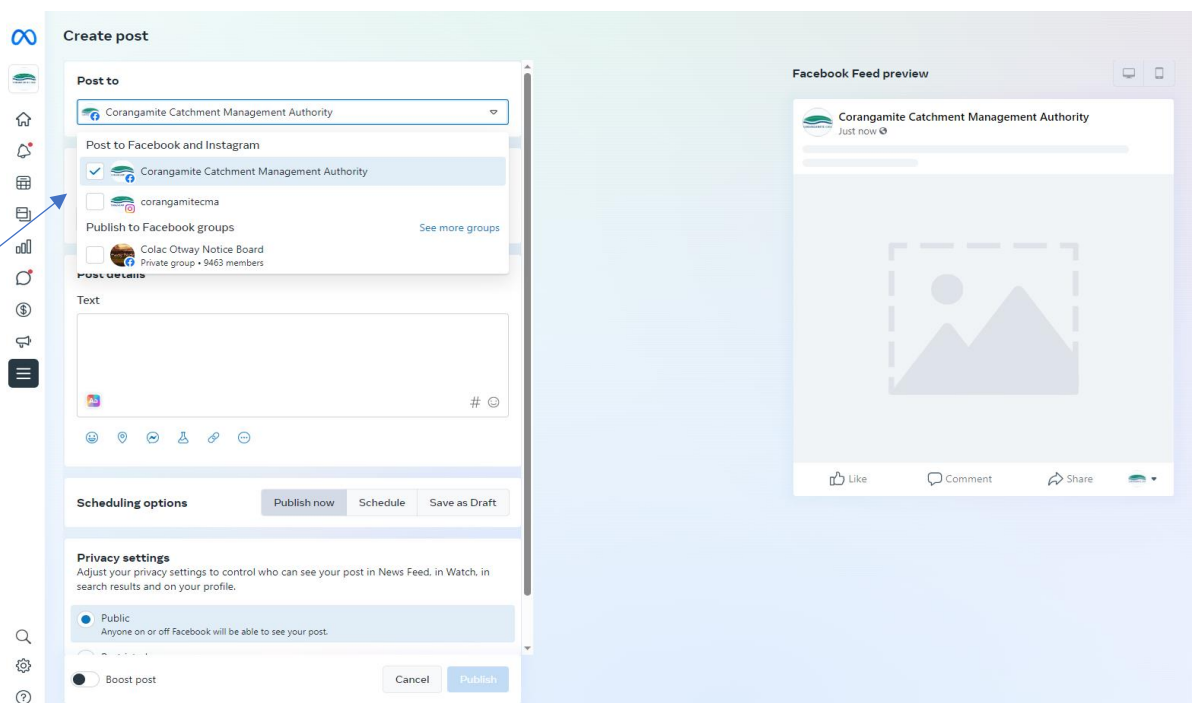 Create post
Post to
Corangamite Catchment Management Authority
Post to Facebook and Instagram
Corangamite Catchment Management Authority
corangamitecma
Publish to Facebook groups
See more groups
Colac Otway Notice Board
Private group • 9463 members
Post details
Text
#
Scheduling options
Publish now
Schedule
Save as Draft
Privacy settings
Adjust your privacy settings to control who can see your post in News Feed, in Watch, in
search results and on your profile.
Public
Anyone on or off Facebook will be able to see your post.
Boost post
Cancel
Publish
Facebook Feed preview
Corangamite Catchment Management Authority
Just now
Like
Comment
Share